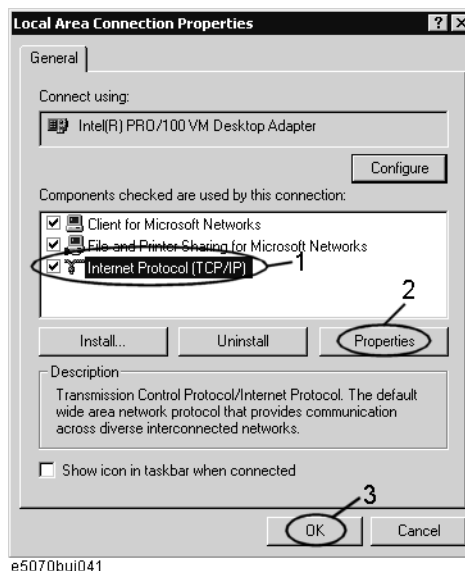 Local Area Connection Properties
General
Connect using:
Intel(R) PRO/100 VM Desktop Adapter
Configure
Components checked are used by this connection:
Client for Microsoft Networks
File and Printer Sharing for Microsoft Networks
Internet Protocol (TCP/IP)
1
2
Install...
Uninstall
Properties
Description
Transmission Control Protocol/Internet Protocol. The default
wide area network protocol that provides communication
across diverse interconnected networks.
Show icon in taskbar when connected
3
OK
Cancel
e5070bui041